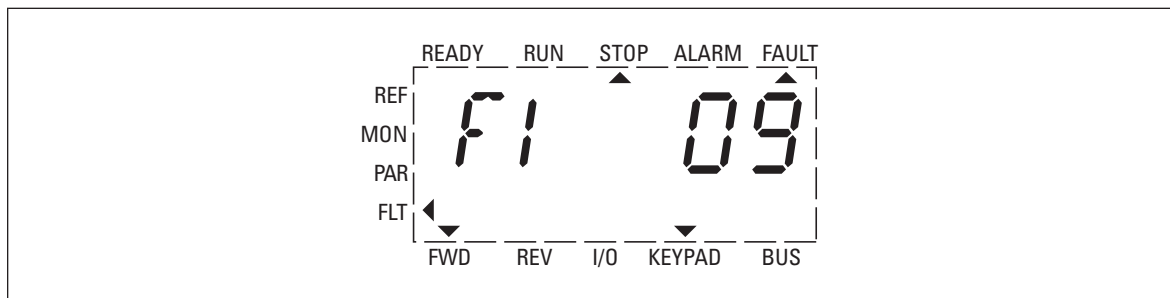 READY RUN STOP ALARM FAULT
REF
F1 09
MON
PAR
FLT
FWD REV I/O KEYPAD BUS